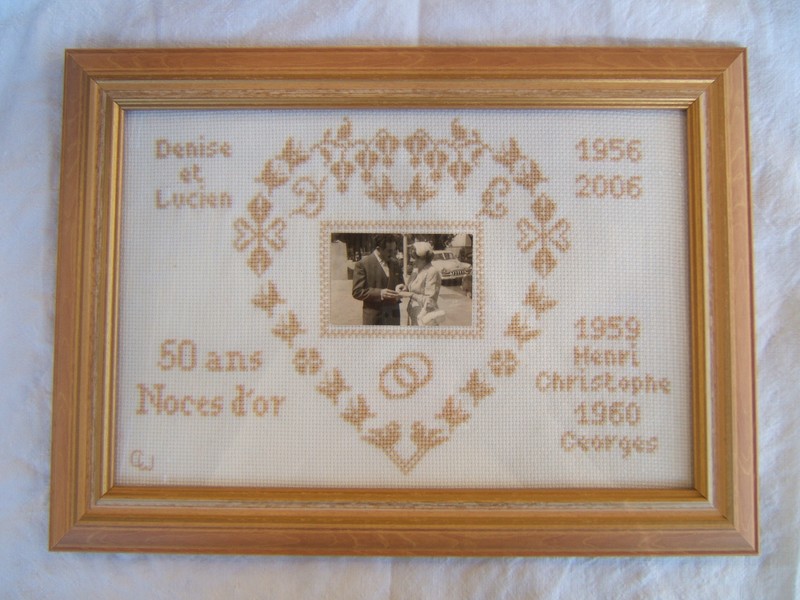 Denise
et
Lucien
1956
2006
D
L
50 ans
Noces d'or
1959
Henri
Christophe
1960
Georges